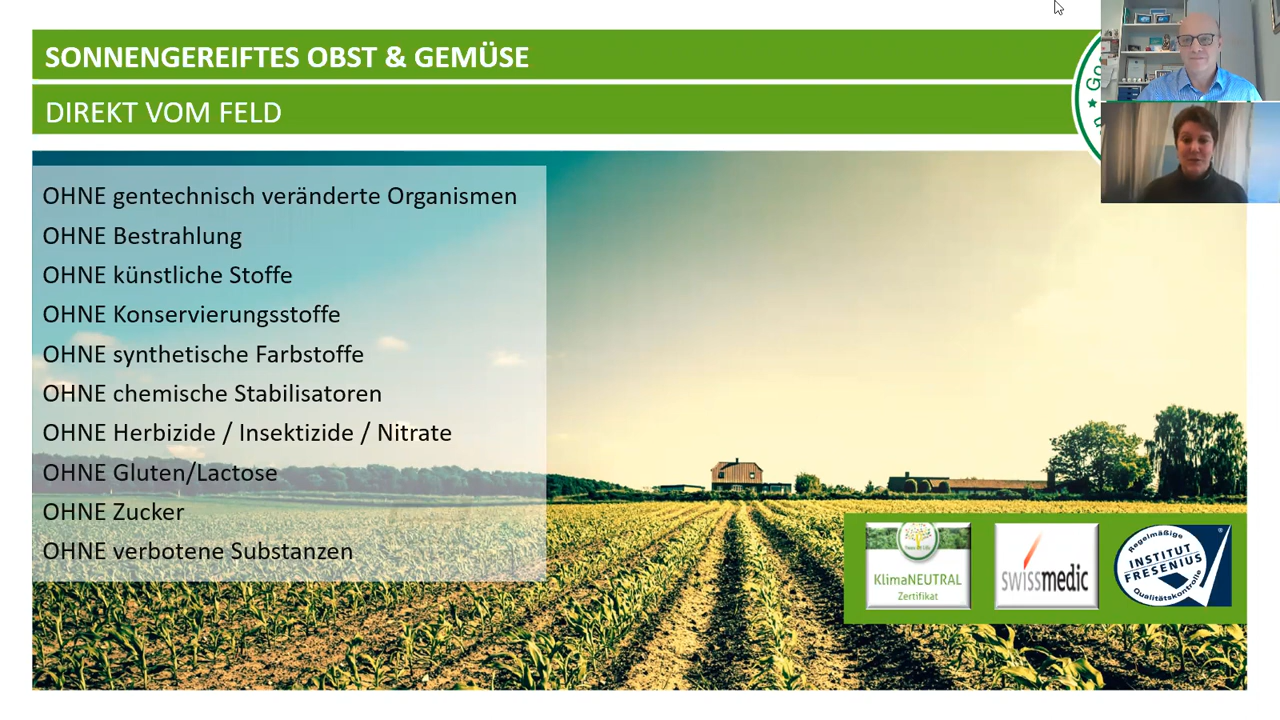 SONNENGEREIFTES OBST & GEMÜSE
DIREKT VOM FELD
OHNE gentechnisch veränderte Organismen
OHNE Bestrahlung
OHNE künstliche Stoffe
OHNE Konservierungsstoffe
OHNE synthetische Farbstoffe
OHNE chemische Stabilisatoren
OHNE Herbizide / Insektizide / Nitrate
OHNE Gluten/Lactose
OHNE Zucker
OHNE verbotene Substanzen
KlimaNEUTRAL
Zertifikat
swissmedic
Regelmäßige
INSTITUT
FRESENIUS
®
Qualitätskontrolle